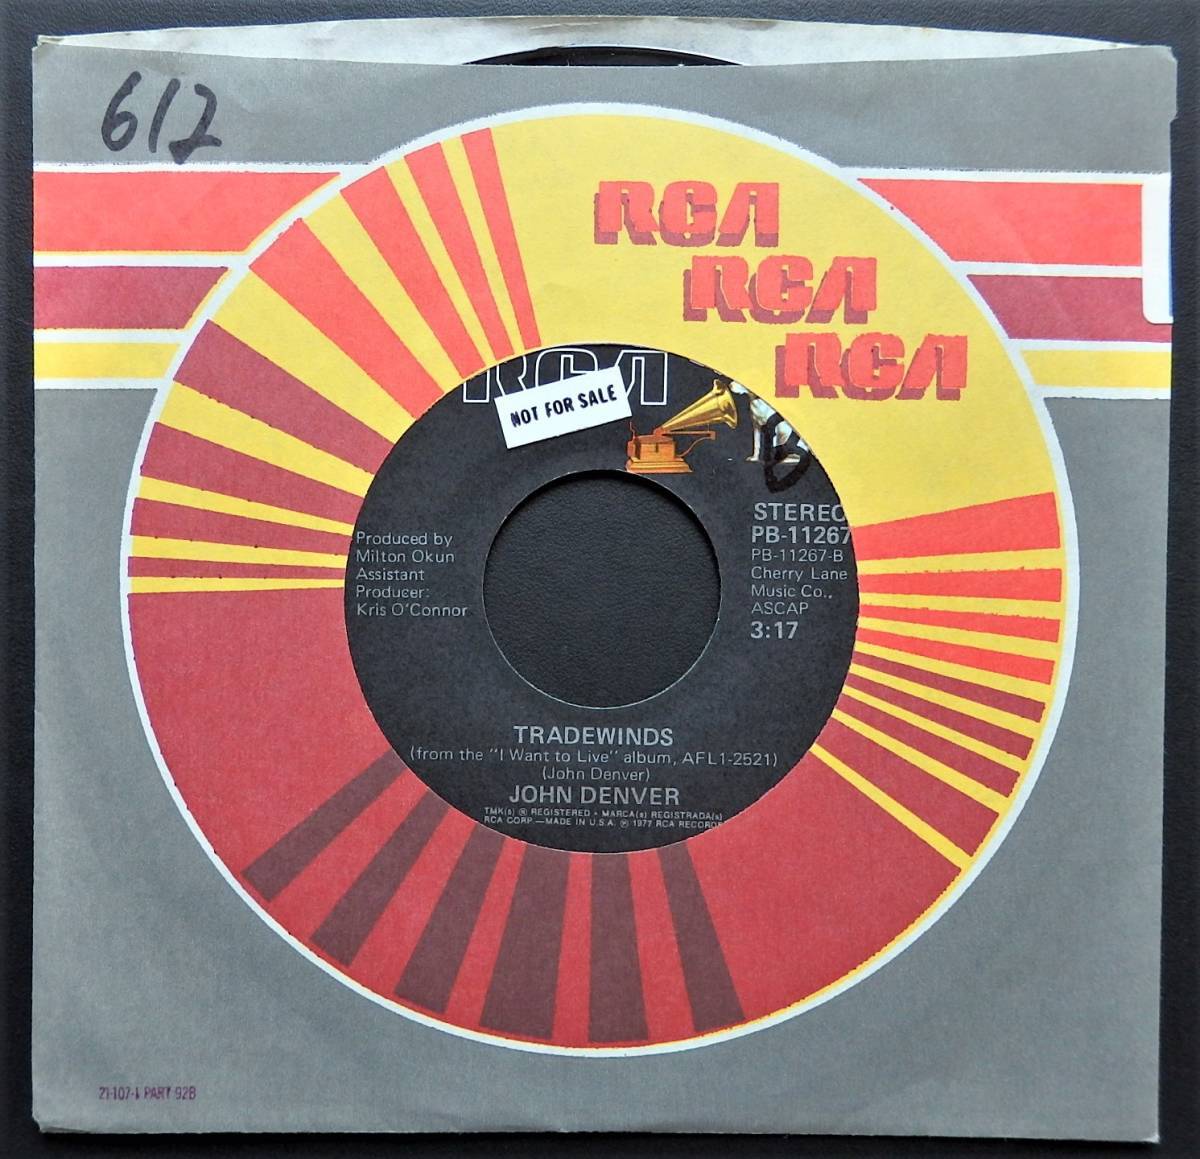 612
RCA
RCA
RCA
RCA
NOT FOR SALE
Produced by
Milton Okun
Assistant
Producer:
Kris O'Connor
STEREO
PB-11267
PB-11267-B
Cherry Lane
Music Co.,
ASCAP
3:17
TRADEWINDS
(from the "I Want to Live" album, AFL1-2521)
(John Denver)
JOHN DENVER
TMK(s) ® REGISTERED • MARCA(s) REGISTRADA(s)
RCA CORP.—MADE IN U.S.A. ℗ 1977 RCA RECORDS
21-107-1 PART 92B